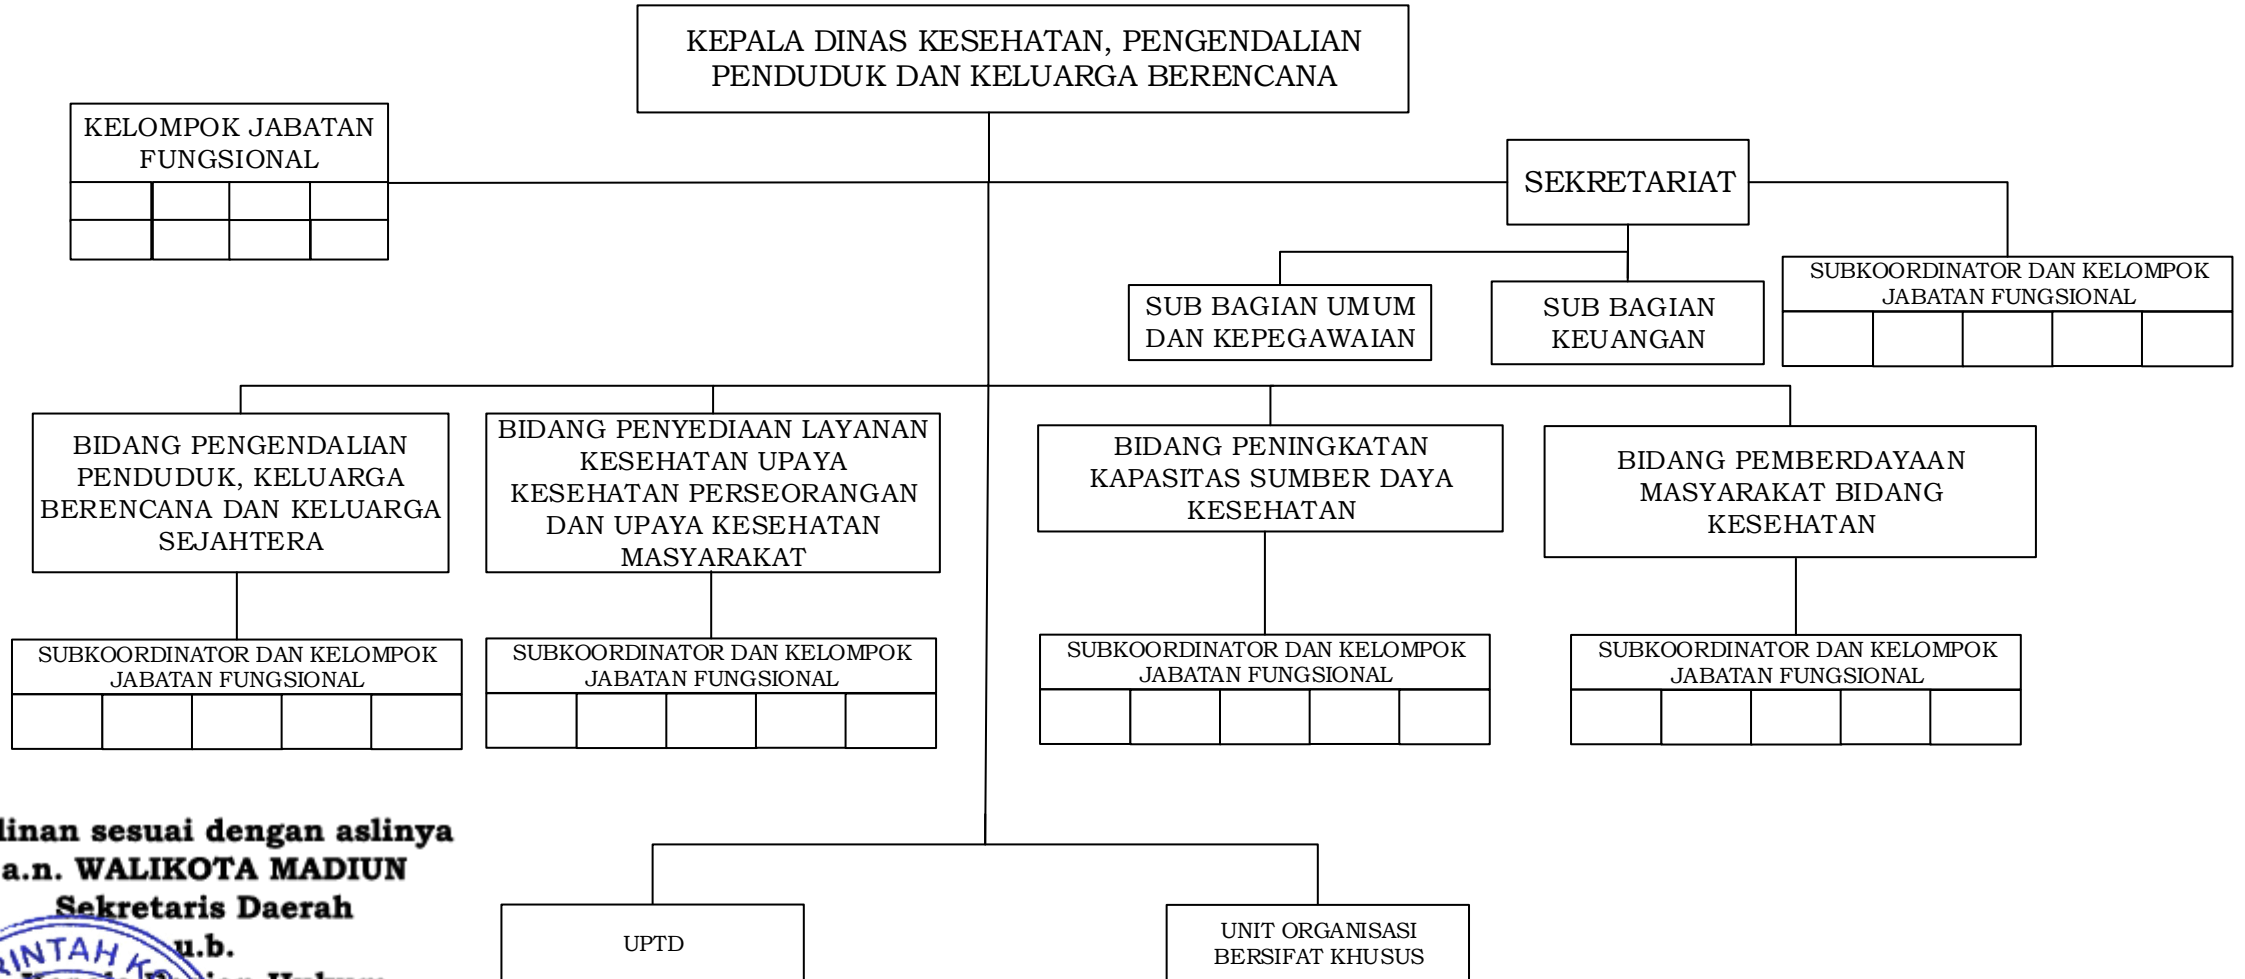 KEPALA DINAS KESEHATAN, PENGENDALIAN
PENDUDUK DAN KELUARGA BERENCANA
KELOMPOK JABATAN
FUNGSIONAL
SEKRETARIAT
SUB BAGIAN UMUM
DAN KEPEGAWAIAN
SUB BAGIAN
KEUANGAN
SUBKOORDINATOR DAN KELOMPOK
JABATAN FUNGSIONAL
BIDANG PENGENDALIAN
PENDUDUK, KELUARGA
BERENCANA DAN KELUARGA
SEJAHTERA
BIDANG PENYEDIAAN LAYANAN
KESEHATAN UPAYA
KESEHATAN PERSEORANGAN
DAN UPAYA KESEHATAN
MASYARAKAT
BIDANG PENINGKATAN
KAPASITAS SUMBER DAYA
KESEHATAN
BIDANG PEMBERDAYAAN
MASYARAKAT BIDANG
KESEHATAN
SUBKOORDINATOR DAN KELOMPOK
JABATAN FUNGSIONAL
SUBKOORDINATOR DAN KELOMPOK
JABATAN FUNGSIONAL
SUBKOORDINATOR DAN KELOMPOK
JABATAN FUNGSIONAL
SUBKOORDINATOR DAN KELOMPOK
JABATAN FUNGSIONAL
linan sesuai dengan aslinya
a.n. WALIKOTA MADIUN
Sekretaris Daerah
u.b.
UPTD
UNIT ORGANISASI
BERSIFAT KHUSUS